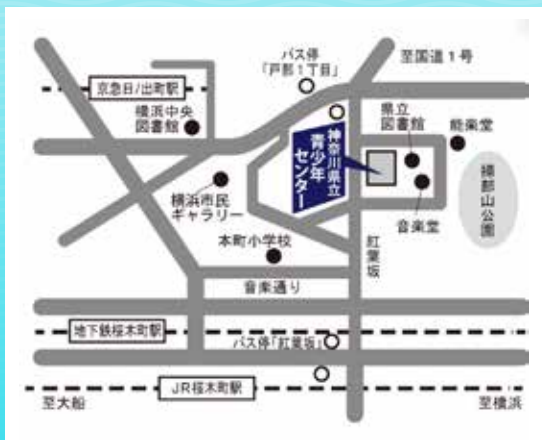 バス停
「戸部1丁目」
至国道1号
京急日ノ出町駅
横浜中央
図書館
県立
図書館
能楽堂
神奈川県立
青少年
センター
横浜市民
ギャラリー
音楽堂
掃部山公園
本町小学校
紅葉坂
音楽通り
地下鉄桜木町駅
バス停「紅葉坂」
JR桜木町駅
至大船
至横浜